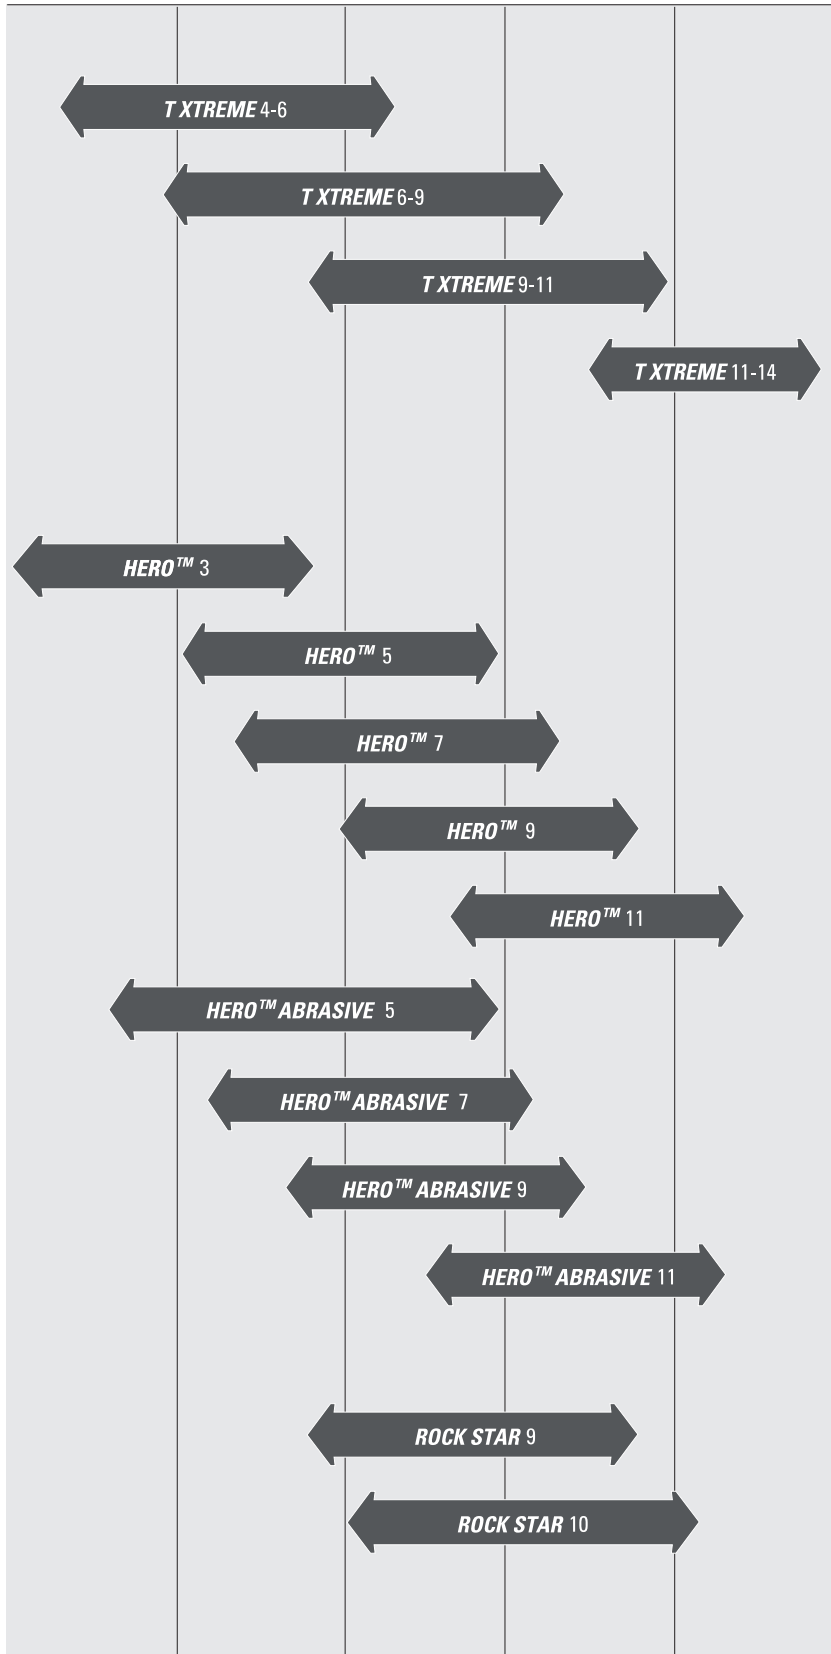 T XTREME 4-6
T XTREME 6-9
T XTREME 9-11
T XTREME 11-14
HERO™ 3
HERO™ 5
HERO™ 7
HERO™ 9
HERO™ 11
HERO™ ABRASIVE 5
HERO™ ABRASIVE 7
HERO™ ABRASIVE 9
HERO™ ABRASIVE 11
ROCK STAR 9
ROCK STAR 10